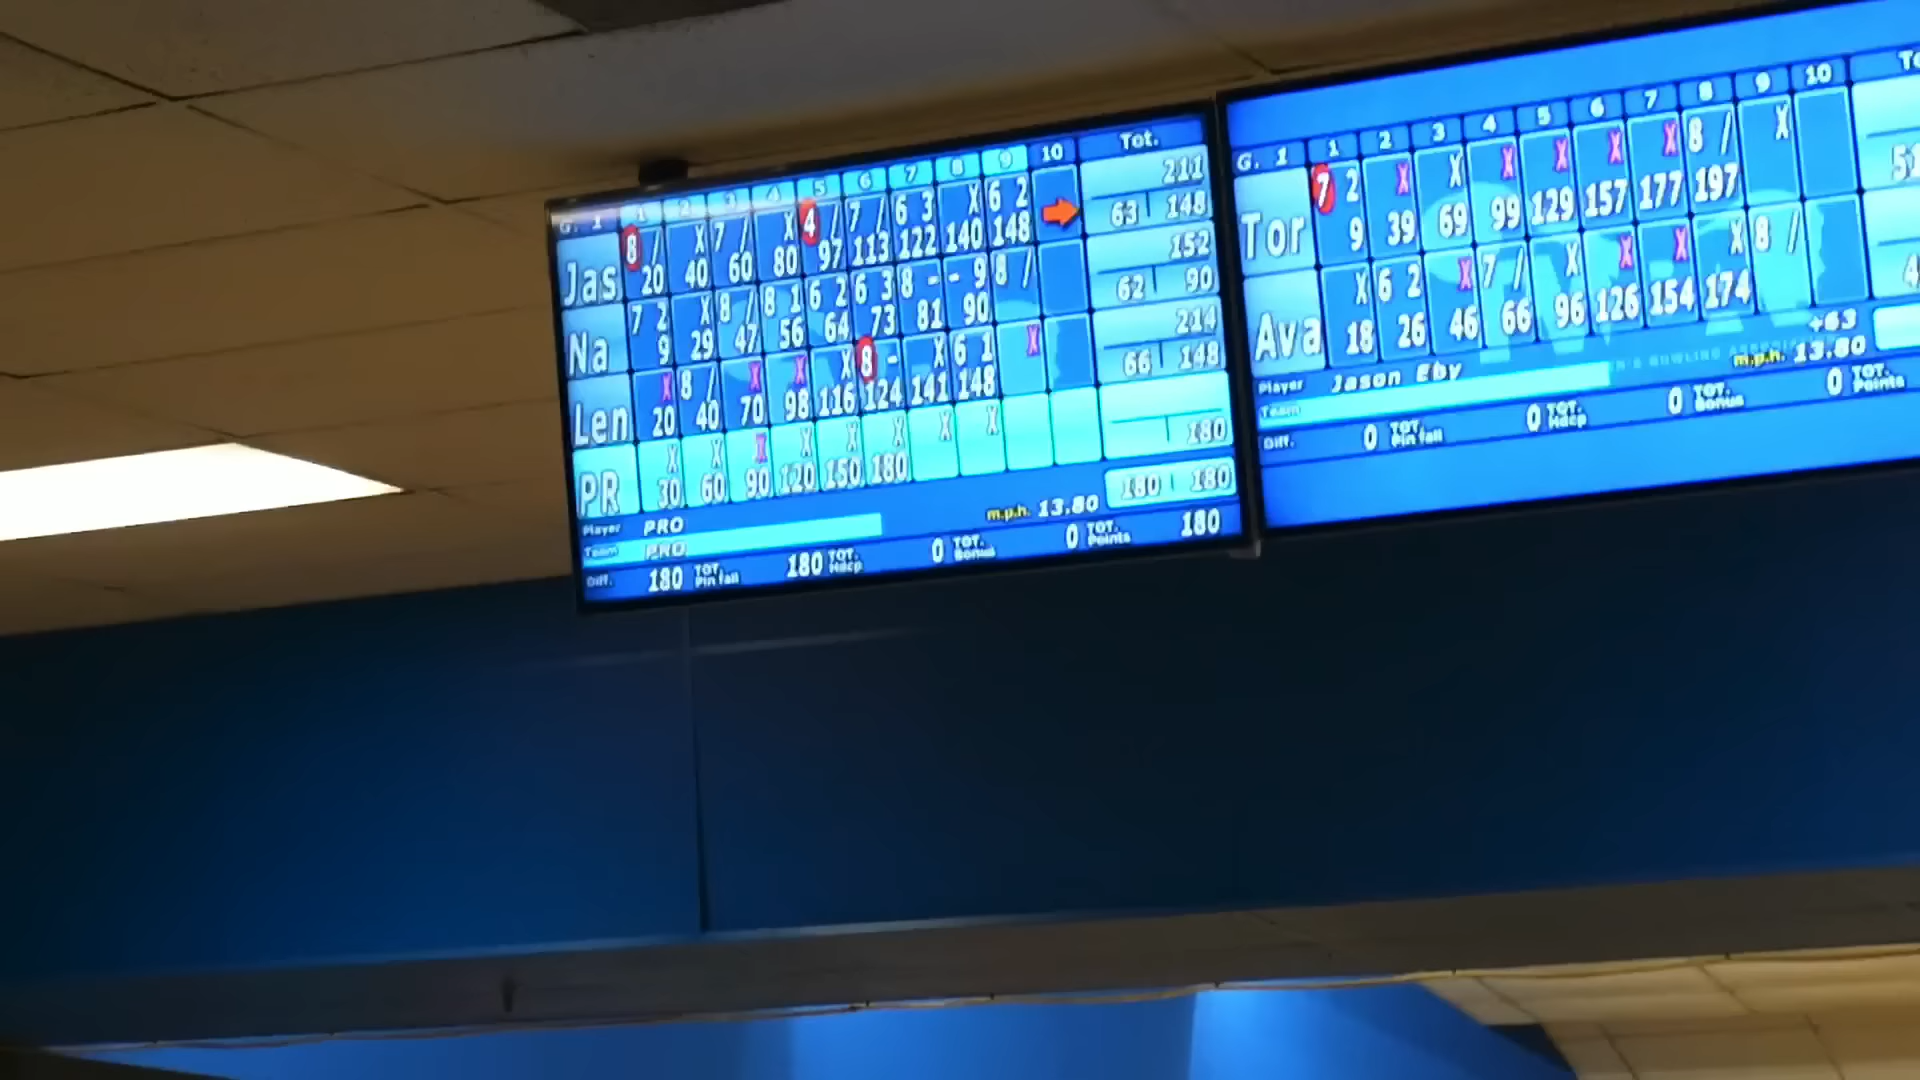 G. 1 1 2 3 4 5 6 7 8 9 10 Tot.
8 / X 7 / X 4 / 7 / 6 3 X 6 2 211
Jas 20 40 60 80 97 113 122 140 148 63 148
7 2 X 8 / 8 1 6 2 6 3 8 - - 9 8 / 152
Na 9 29 47 56 64 73 81 90 62 90
X 8 / X X X 8 - X 6 1 X 214
Len 20 40 70 98 116 124 141 148 66 148
X X X X X X X X
PR 30 60 90 120 150 180 180
Player PRO m.p.h. 13.80 180 180
Team PRO
Diff. 180 TOT. Pin fall 180 TOT. Hdcp 0 TOT. Bonus 0 TOT. Points 180
G. 1 1 2 3 4 5 6 7 8 9 10
7 2 X X X X X X 8 / X
Tor 9 39 69 99 129 157 177 197
X 6 2 X 7 / X X X X 8 /
Ava 18 26 46 66 96 126 154 174
+63
Player Jason Eby m.p.h. 13.80
Team
Diff. 0 TOT. Pin fall 0 TOT. Hdcp 0 TOT. Bonus 0 TOT. Points